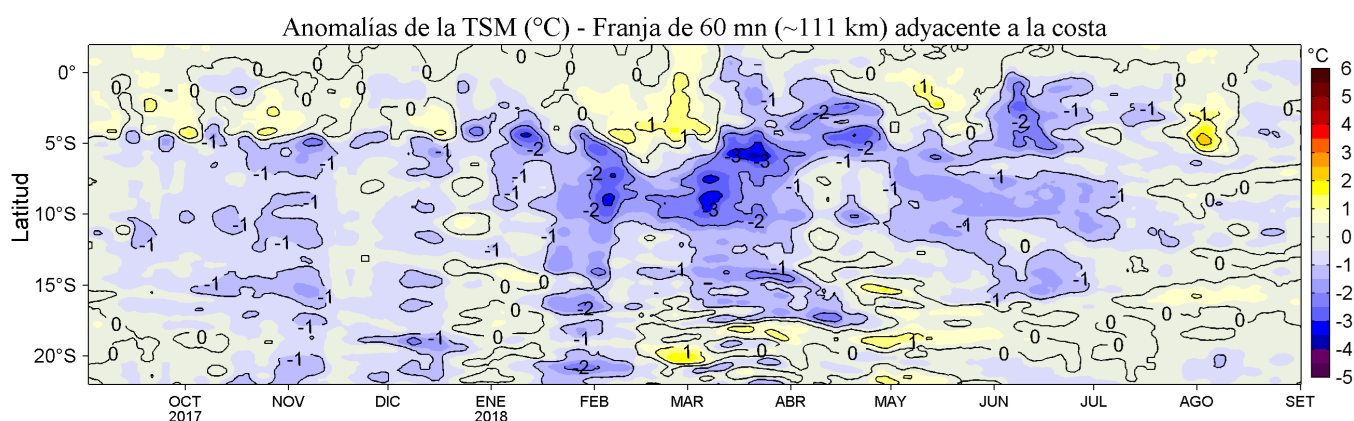 Anomalías de la TSM (°C) - Franja de 60 mn (~111 km) adyacente a la costa
°C
Latitud
0°
5°S
10°S
15°S
20°S
6
5
4
3
2
1
0
-1
-2
-3
-4
-5
OCT NOV DIC ENE FEB MAR ABR MAY JUN JUL AGO SET
2017 2018